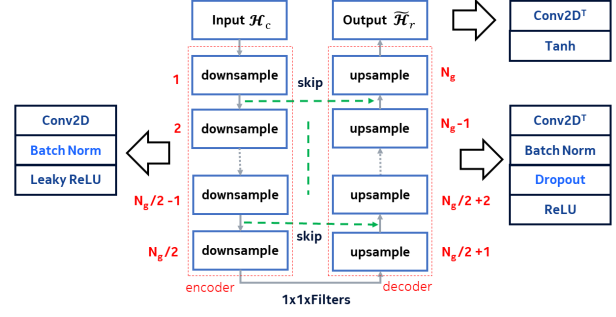 Input ℋc
Output ℋ̃r
Conv2Dᵀ
Tanh
1
downsample
skip
upsample
Ng
Conv2D
Batch Norm
Leaky ReLU
2
downsample
upsample
Ng-1
Conv2Dᵀ
Batch Norm
Dropout
ReLU
Ng/2 -1
downsample
upsample
Ng/2 +2
skip
Ng/2
downsample
upsample
Ng/2 +1
encoder
decoder
1x1xFilters